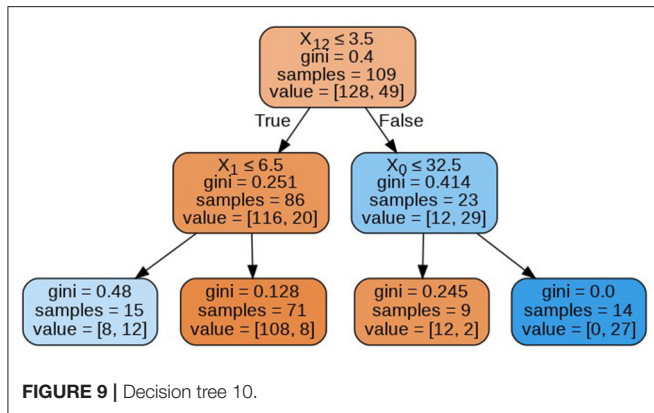 X12 ≤ 3.5
gini = 0.4
samples = 109
value = [128, 49]
True
False
X1 ≤ 6.5
gini = 0.251
samples = 86
value = [116, 20]
X0 ≤ 32.5
gini = 0.414
samples = 23
value = [12, 29]
gini = 0.48
samples = 15
value = [8, 12]
gini = 0.128
samples = 71
value = [108, 8]
gini = 0.245
samples = 9
value = [12, 2]
gini = 0.0
samples = 14
value = [0, 27]
FIGURE 9 | Decision tree 10.